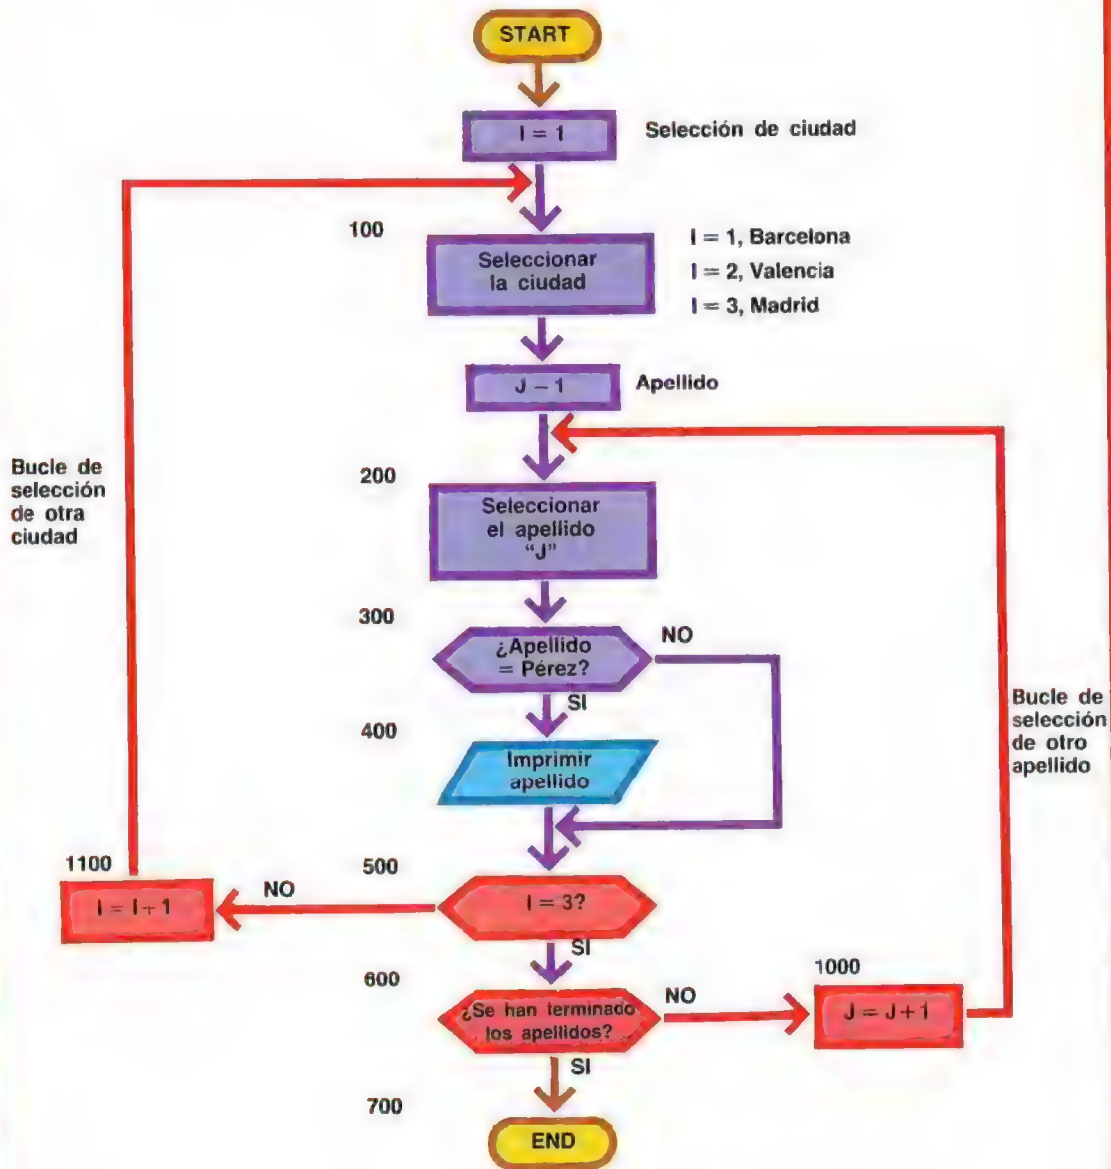 START
I = 1
Selección de ciudad
100
Seleccionar
la ciudad
I = 1, Barcelona
I = 2, Valencia
I = 3, Madrid
J – 1
Apellido
Bucle de
selección
de otra
ciudad
200
Seleccionar
el apellido
“J”
300
¿Apellido
= Pérez?
NO
SI
Bucle de
selección
de otro
apellido
400
Imprimir
apellido
1100
I = I + 1
NO
500
I = 3?
SI
600
¿Se han terminado
los apellidos?
NO
1000
J = J + 1
SI
700
END